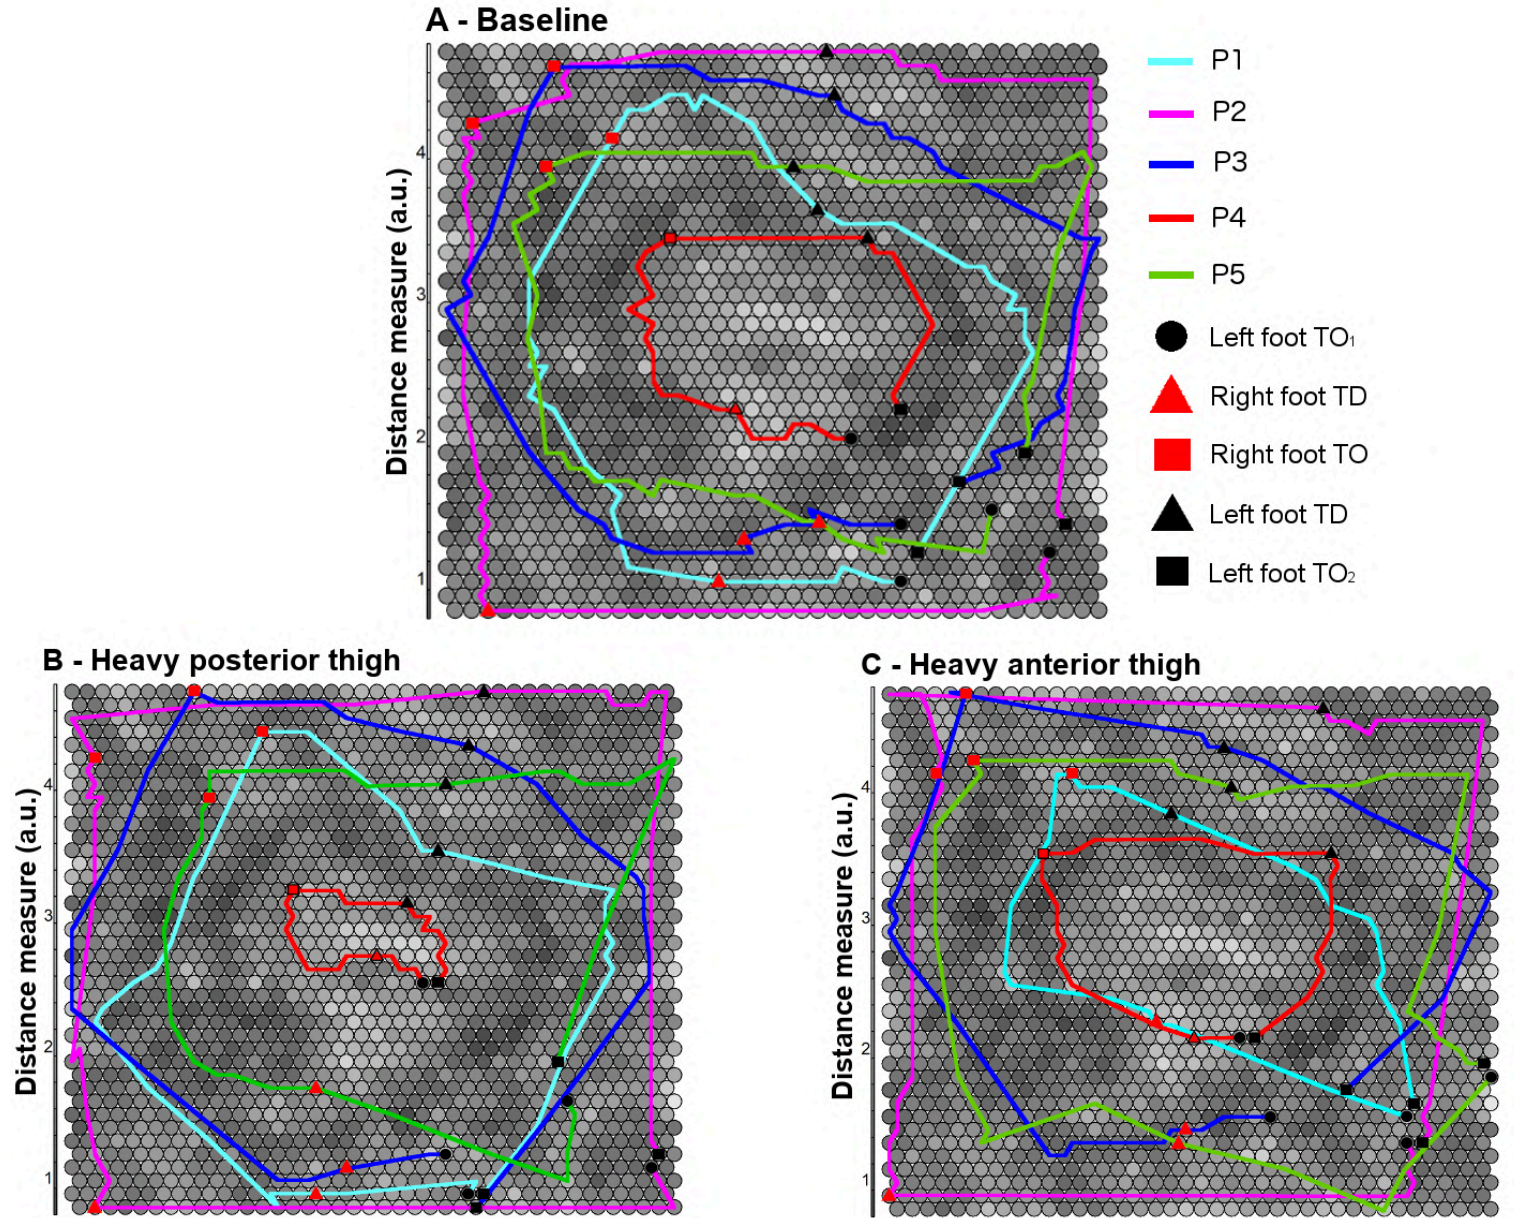 A - Baseline
Distance measure (a.u.)
4
3
2
1
P1
P2
P3
P4
P5
Left foot TO₁
Right foot TD
Right foot TO
Left foot TD
Left foot TO₂
B - Heavy posterior thigh
Distance measure (a.u.)
4
3
2
1
C - Heavy anterior thigh
Distance measure (a.u.)
4
3
2
1